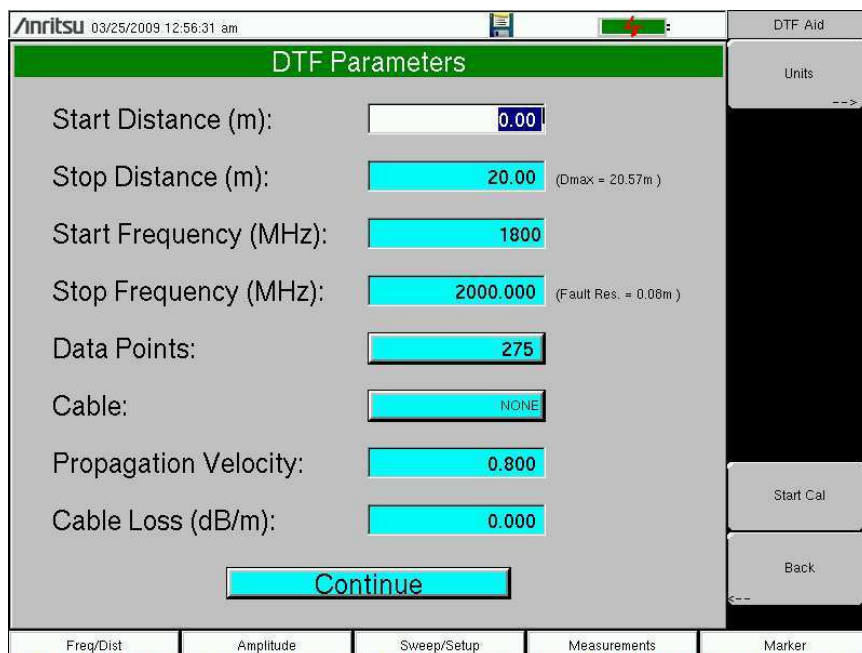 Anritsu 03/25/2009 12:56:31 am
DTF Aid
DTF Parameters
Units
-->
Start Distance (m): 0.00
Stop Distance (m): 20.00 (Dmax = 20.57m )
Start Frequency (MHz): 1800
Stop Frequency (MHz): 2000.000 (Fault Res. = 0.08m )
Data Points: 275
Cable: NONE
Propagation Velocity: 0.800
Start Cal
Cable Loss (dB/m): 0.000
Back
<--
Continue
Freq/Dist Amplitude Sweep/Setup Measurements Marker